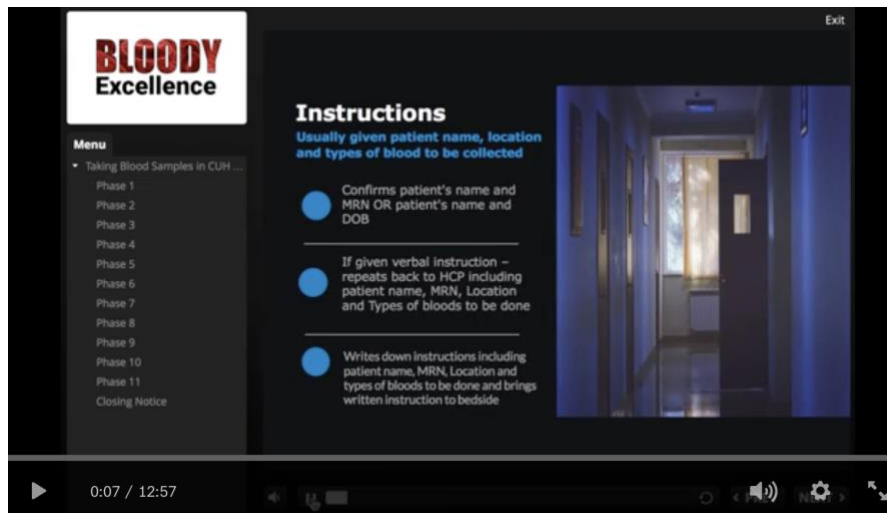 Exit
BLOODY
Excellence
Menu
Taking Blood Samples in CUH ...
Phase 1
Phase 2
Phase 3
Phase 4
Phase 5
Phase 6
Phase 7
Phase 8
Phase 9
Phase 10
Phase 11
Closing Notice
Instructions
Usually given patient name, location
and types of blood to be collected
Confirms patient's name and
MRN OR patient's name and
DOB
If given verbal instruction –
repeats back to HCP including
patient name, MRN, Location
and Types of bloods to be done
Writes down instructions including
patient name, MRN, Location and
types of bloods to be done and brings
written instruction to bedside
0:07 / 12:57